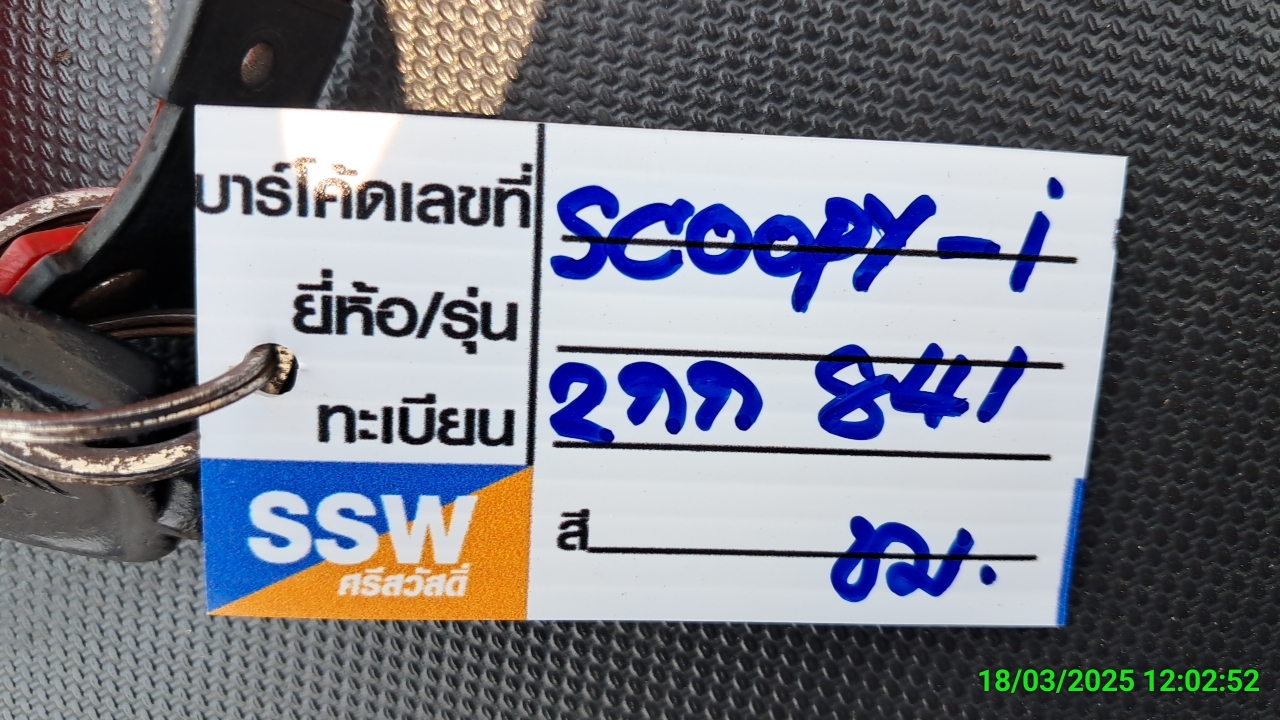 บาร์โค้ดเลขที่ SCOOPY-i
ยี่ห้อ/รุ่น
ทะเบียน 2กก 841
SSW
ศรีสวัสดิ์
สี ชม.
18/03/2025 12:02:52